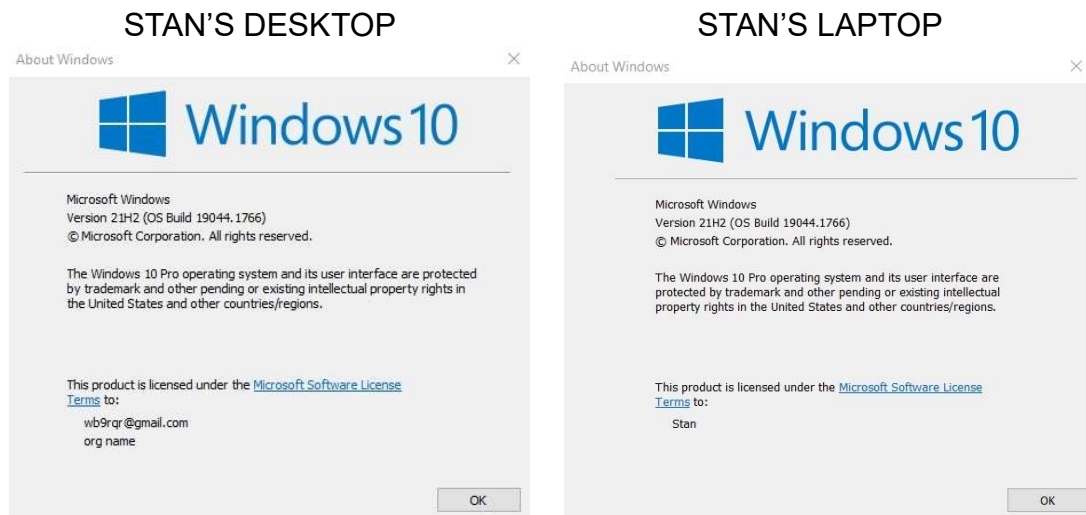 STAN’S DESKTOP
About Windows
Windows 10
Microsoft Windows
Version 21H2 (OS Build 19044.1766)
© Microsoft Corporation. All rights reserved.
The Windows 10 Pro operating system and its user interface are protected
by trademark and other pending or existing intellectual property rights in
the United States and other countries/regions.
This product is licensed under the Microsoft Software License
Terms to:
wb9rqr@gmail.com
org name
OK
STAN’S LAPTOP
About Windows
Windows 10
Microsoft Windows
Version 21H2 (OS Build 19044.1766)
© Microsoft Corporation. All rights reserved.
The Windows 10 Pro operating system and its user interface are
protected by trademark and other pending or existing intellectual
property rights in the United States and other countries/regions.
This product is licensed under the Microsoft Software License
Terms to:
Stan
OK